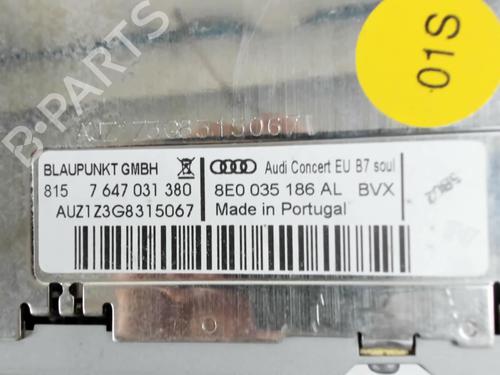 B-PARTS
01S
AUZ1Z3G8315067
BLAUPUNKT GMBH
Audi Concert EU B7 soul
815 7 647 031 380
8E0 035 186 AL BVX
AUZ1Z3G8315067
Made in Portugal